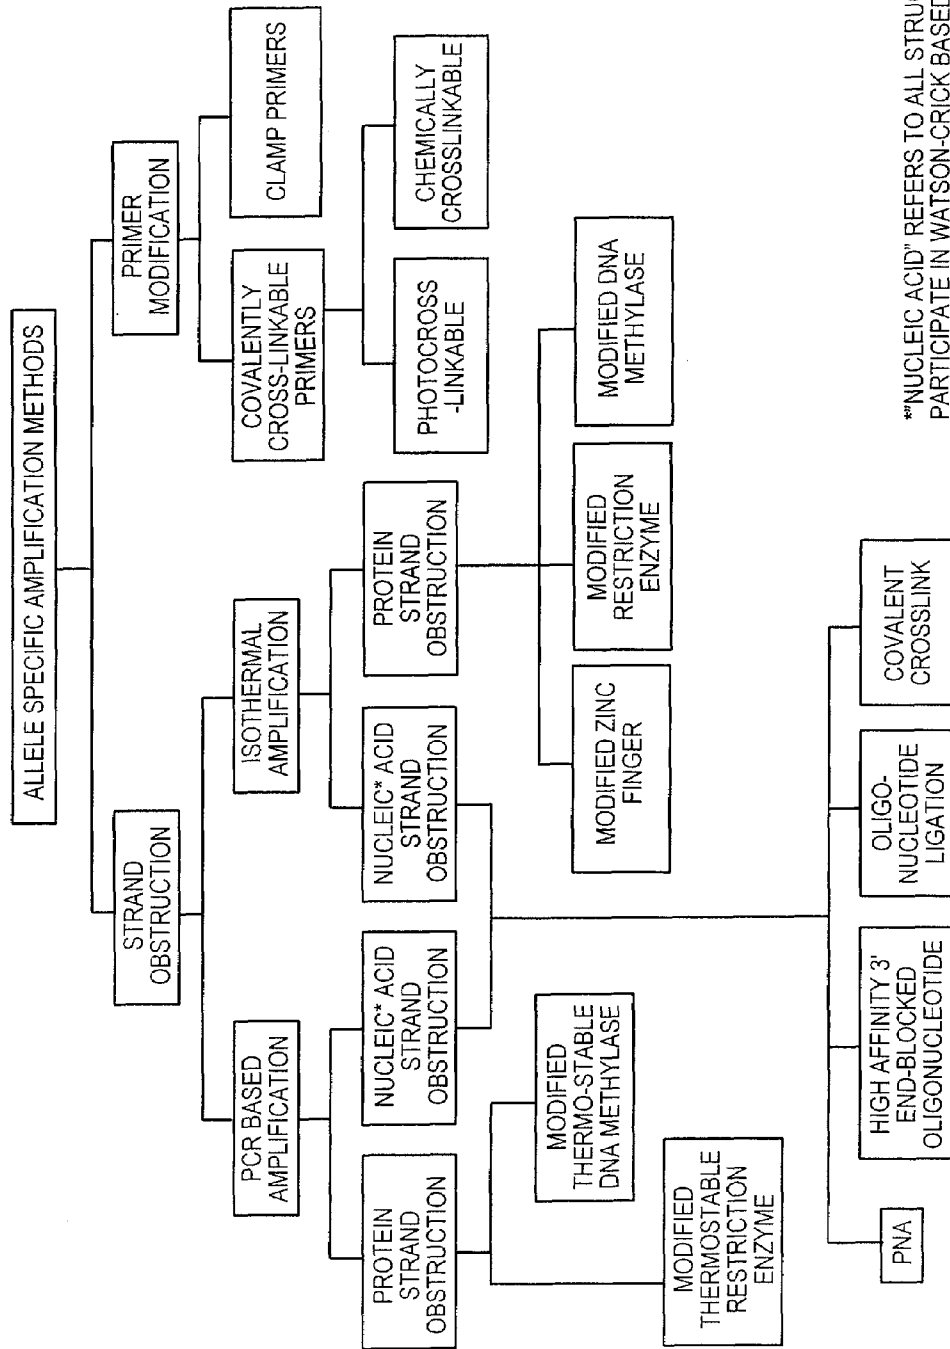 ALLELE SPECIFIC AMPLIFICATION METHODS
STRAND
OBSTRUCTION
PRIMER
MODIFICATION
PCR BASED
AMPLIFICATION
ISOTHERMAL
AMPLIFICATION
COVALENTLY
CROSS-LINKABLE
PRIMERS
CLAMP PRIMERS
PROTEIN
STRAND
OBSTRUCTION
NUCLEIC* ACID
STRAND
OBSTRUCTION
NUCLEIC* ACID
STRAND
OBSTRUCTION
PROTEIN
STRAND
OBSTRUCTION
PHOTOCROSS
-LINKABLE
CHEMICALLY
CROSSLINKABLE
MODIFIED
THERMO-STABLE
DNA METHYLASE
MODIFIED ZINC
FINGER
MODIFIED
RESTRICTION
ENZYME
MODIFIED DNA
METHYLASE
MODIFIED
THERMOSTABLE
RESTRICTION
ENZYME
PNA
HIGH AFFINITY 3'
END-BLOCKED
OLIGONUCLEOTIDE
OLIGO-
NUCLEOTIDE
LIGATION
COVALENT
CROSSLINK
*"NUCLEIC ACID" REFERS TO ALL
PARTICIPATE IN WATSON-CRICK BASED